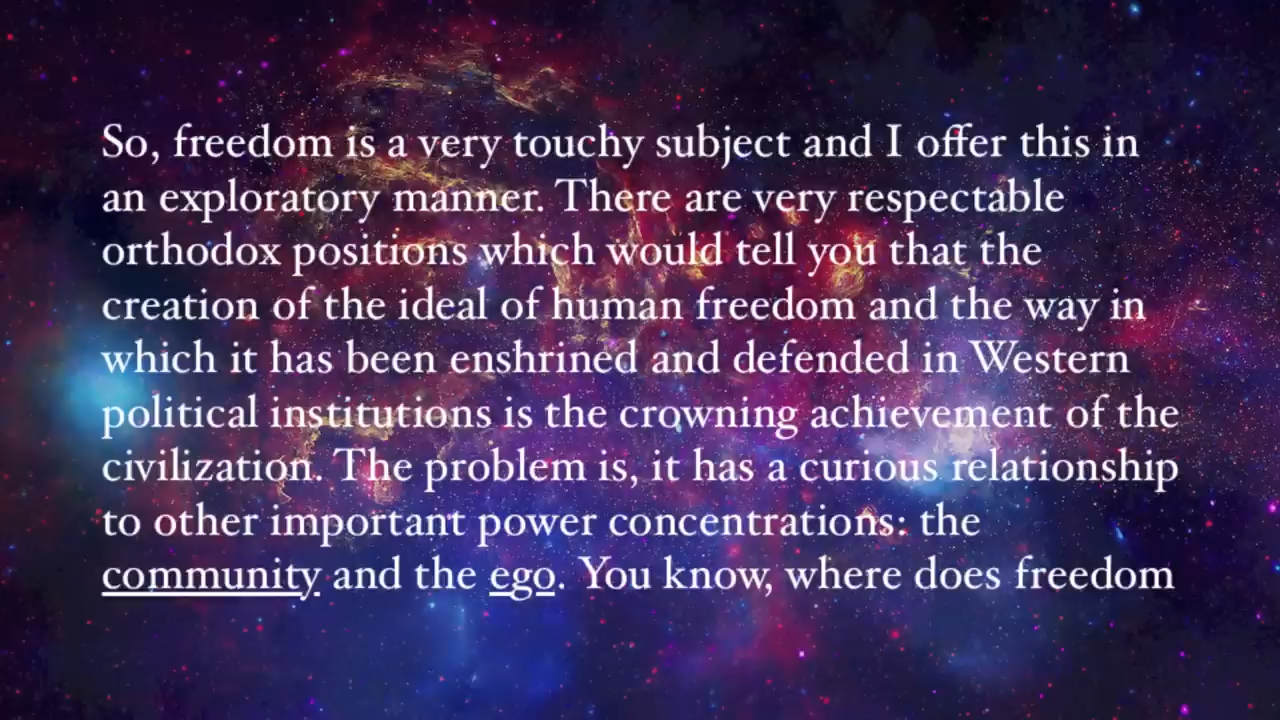 So, freedom is a very touchy subject and I offer this in
an exploratory manner. There are very respectable
orthodox positions which would tell you that the
creation of the ideal of human freedom and the way in
which it has been enshrined and defended in Western
political institutions is the crowning achievement of the
civilization. The problem is, it has a curious relationship
to other important power concentrations: the
community and the ego. You know, where does freedom